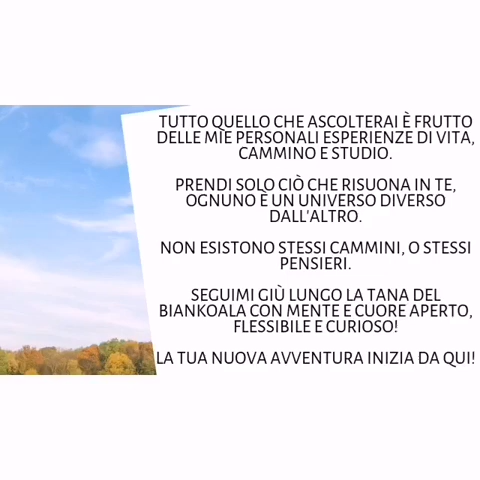 TUTTO QUELLO CHE ASCOLTERAI È FRUTTO
DELLE MIE PERSONALI ESPERIENZE DI VITA,
CAMMINO E STUDIO.
PRENDI SOLO CIÒ CHE RISUONA IN TE,
OGNUNO È UN UNIVERSO DIVERSO
DALL'ALTRO.
NON ESISTONO STESSI CAMMINI, O STESSI
PENSIERI.
SEGUIMI GIÙ LUNGO LA TANA DEL
BIANKOALA CON MENTE E CUORE APERTO,
FLESSIBILE E CURIOSO!
LA TUA NUOVA AVVENTURA INIZIA DA QUI!